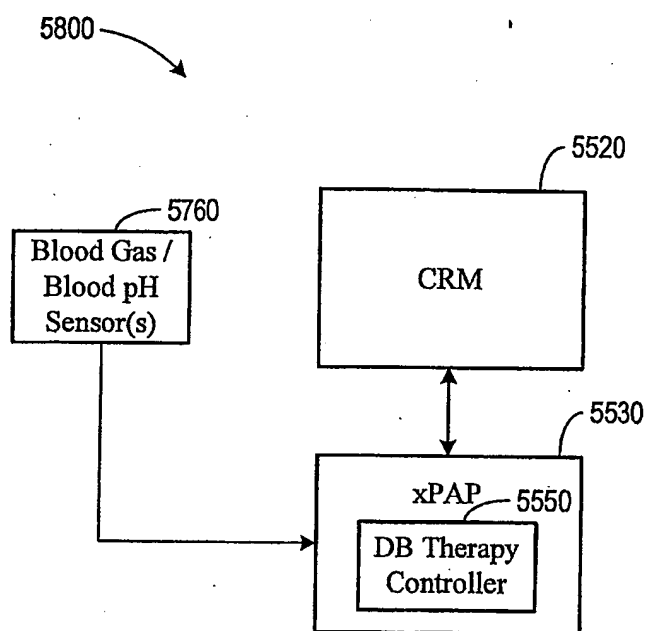 5800
5520
5760
Blood Gas /
Blood pH
Sensor(s)
CRM
5530
xPAP
5550
DB Therapy
Controller